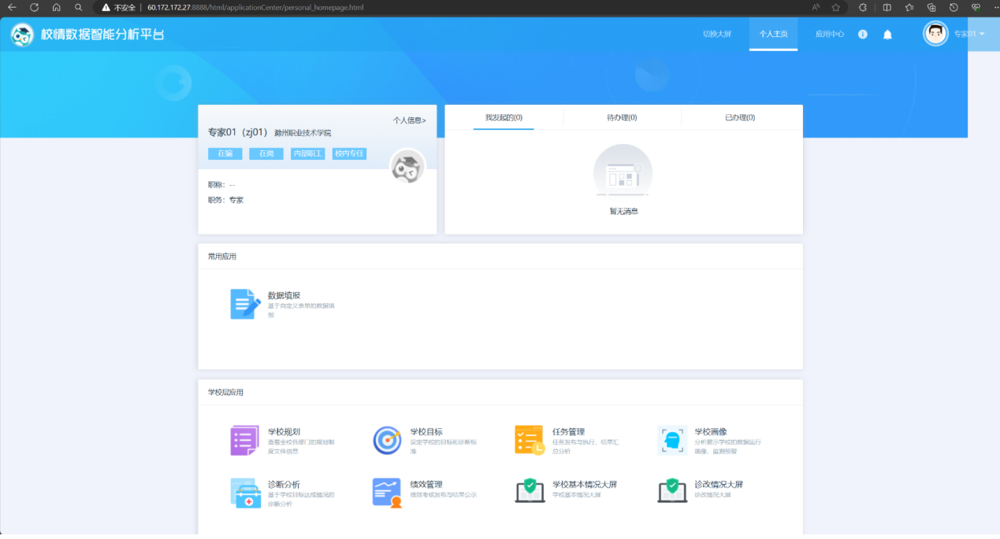 不安全 60.172.172.27:8888/html/applicationCenter/personal_homepage.html
校情数据智能分析平台 切换大屏 个人主页 应用中心 专家01
个人信息>
专家01（zj01） 滁州职业技术学院
在编 在岗 内部职工 校内专任
职称： --
职务： 专家
我发起的(0) 待办理(0) 已办理(0)
暂无消息
常用应用
数据填报
基于自定义表单的数据填
报
学校层应用
学校规划
查看全校各部门的规划制
度文件信息
学校目标
设定学校的目标和诊断标
准
任务管理
任务发布与执行，结果汇
总分析
学校画像
分析展示学校的数据运行
画像、监测预警
诊断分析
基于学校目标达成情况的
诊断分析
绩效管理
绩效考核发布与结果公示
学校基本情况大屏
学校基本情况大屏
诊改情况大屏
诊改情况大屏